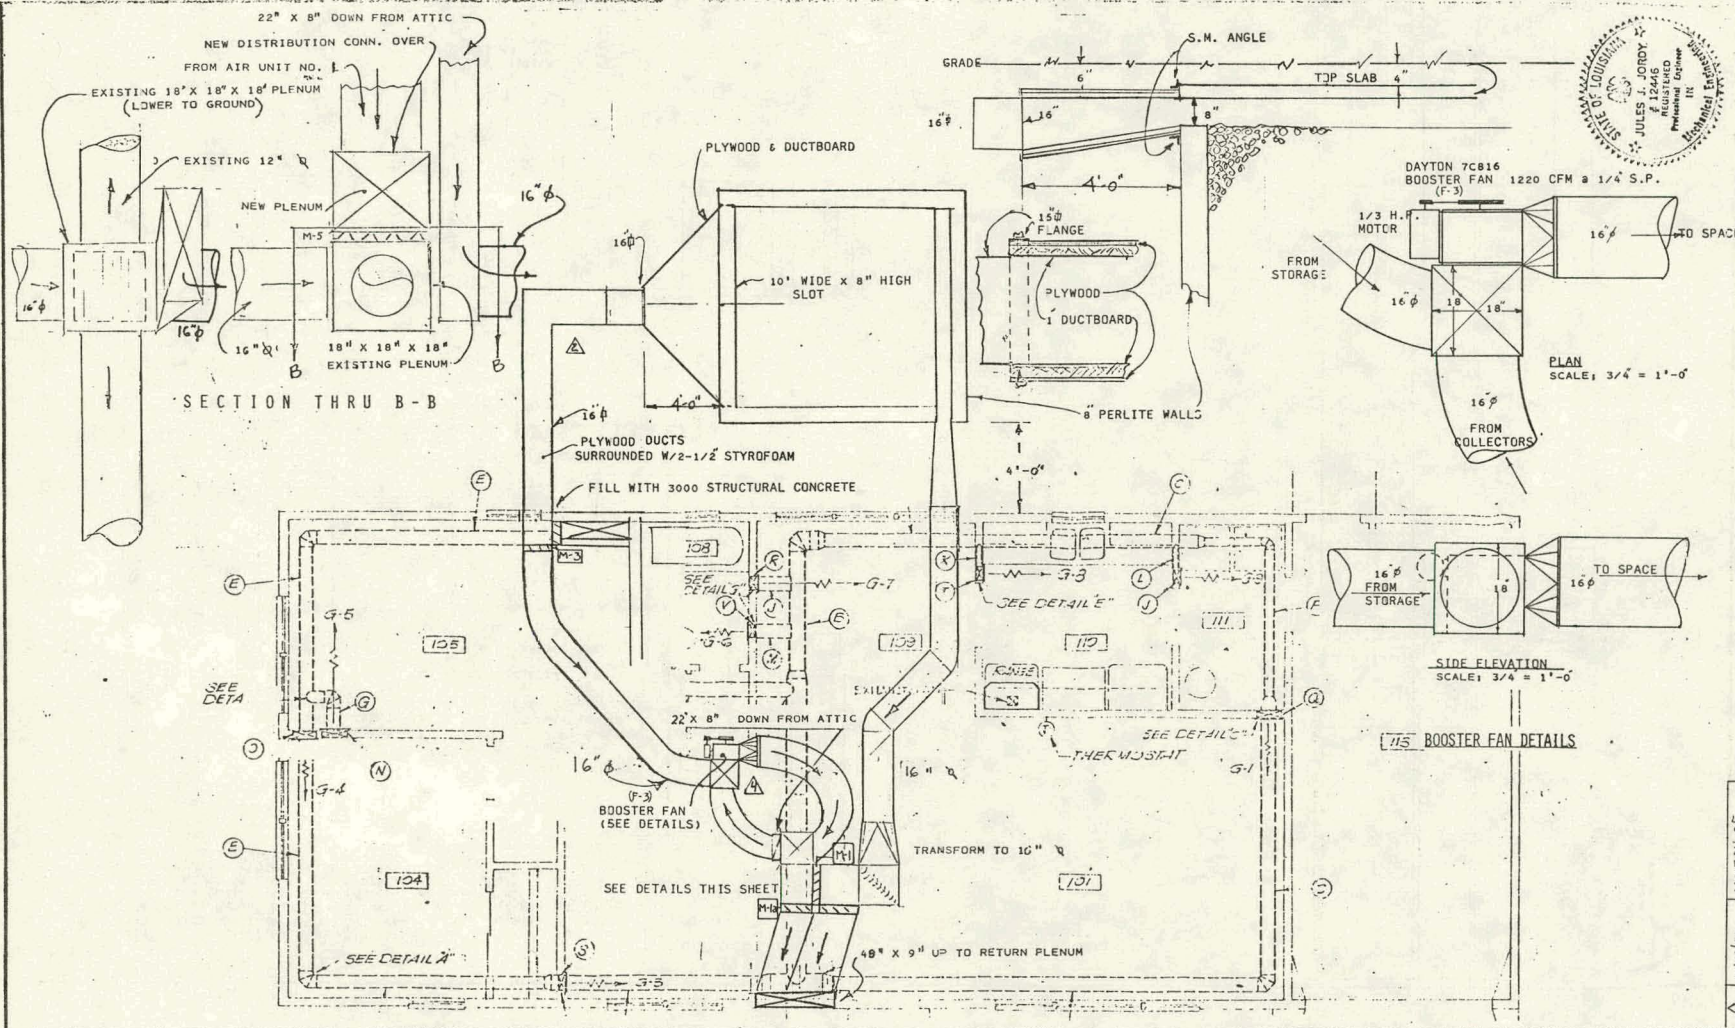 22" X 8" DOWN FROM ATTIC
NEW DISTRIBUTION CONN. OVER
FROM AIR UNIT NO.
EXISTING 18" X 18" X 18" PLENUM
(LOWER TO GROUND)
EXISTING 12" φ
NEW PLENUM
M-5
16"φ
16"φ
16"φ
16"φ
18" X 18" X 18"
EXISTING PLENUM
B
B
SECTION THRU B-B
PLYWOOD & DUCTBOARD
16"φ
10' WIDE X 8" HIGH
SLOT
2
4'-0"
16"φ
PLYWOOD DUCTS
SURROUNDED W/2-1/2" STYROFOAM
FILL WITH 3000 STRUCTURAL CONCRETE
S.M. ANGLE
GRADE
6"
TOP SLAB
4"
16"φ
16"
8"
4'-0"
15"φ
FLANGE
PLYWOOD
1" DUCTBOARD
8" PERLITE WALLS
4'-0"
STATE OF LOUISIANA
JULES J. JORDY
# 12446
REGISTERED
Professional Engineer
IN
Mechanical Engineering
DAYTON 7C816
BOOSTER FAN 1220 CFM @ 1/4" S.P.
(F-3)
1/3 H.P.
MOTOR
16"φ
TO SPACE
FROM
STORAGE
16"φ
18
18"
PLAN
SCALE; 3/4" = 1'-0"
16"φ
FROM
COLLECTORS
16"φ
FROM
STORAGE
18"
16"φ
TO SPACE
SIDE ELEVATION
SCALE; 3/4" = 1'-0"
115 BOOSTER FAN DETAILS
E
C
M-3
108
E
SEE
DETAILS
R
G-7
K
G-8
L
T
SEE DETAIL "E"
J
J
V
G-5
G-6
E
109
110
111
105
RANGE
SEE
DETA
G
Q
22"X 8" DOWN FROM ATTIC
SEE DETAIL
THERMOSTAT
N
16"φ
4
16"φ
G-1
G-4
(F-3)
BOOSTER FAN
(SEE DETAILS)
E
M-1
TRANSFORM TO 16"φ
104
SEE DETAILS THIS SHEET
101
M-1a
S
48" X 9" UP TO RETURN PLENUM
SEE DETAIL "A"
G-3